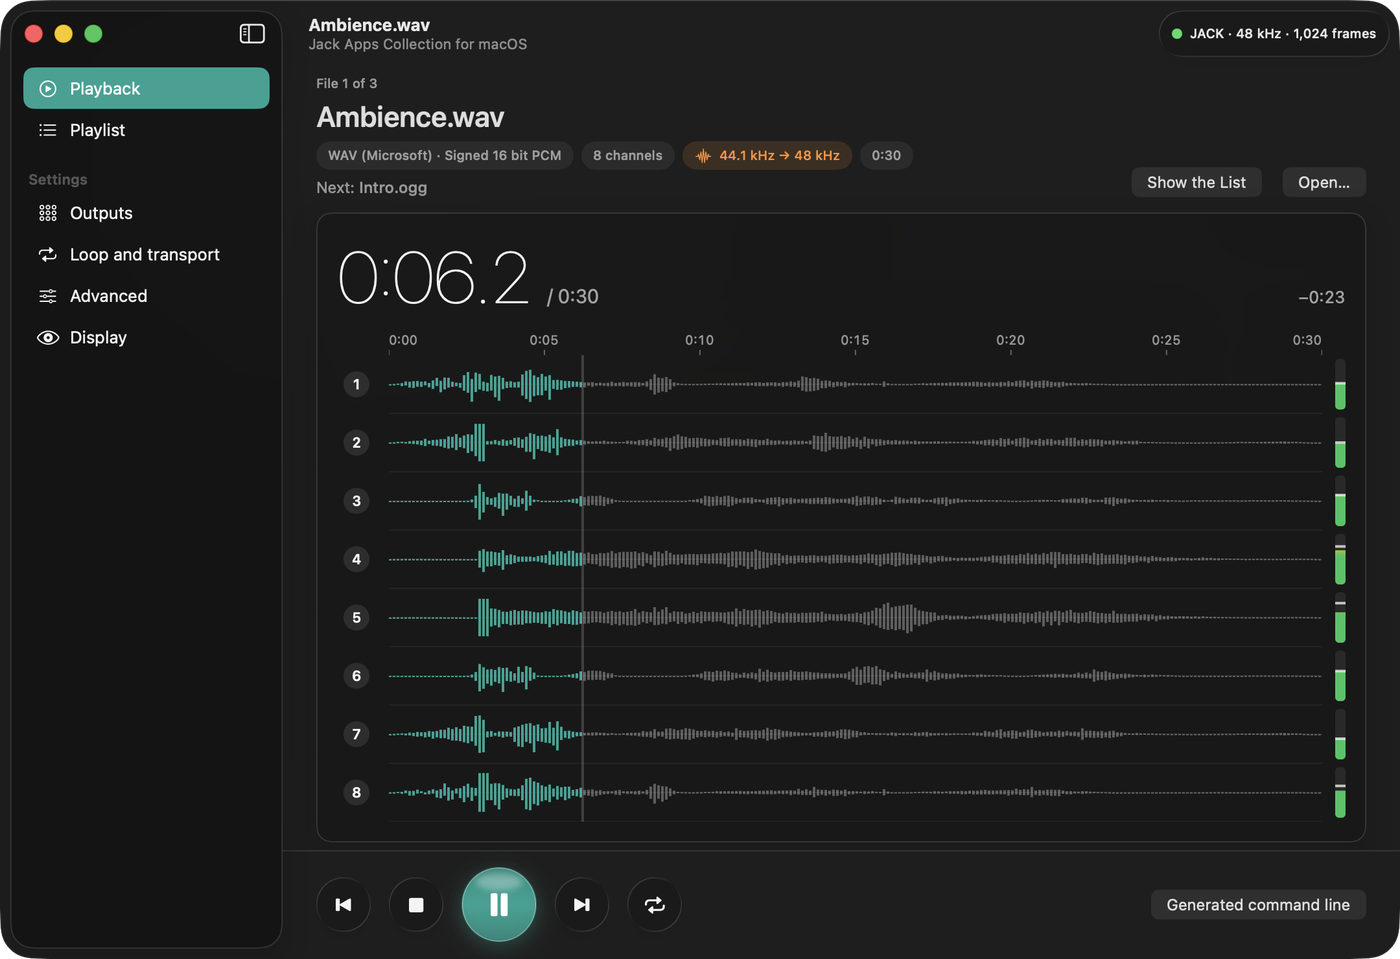 Ambience.wav
Jack Apps Collection for macOS
JACK · 48 kHz · 1,024 frames
Playback
Playlist
Settings
Outputs
Loop and transport
Advanced
Display
File 1 of 3
Ambience.wav
WAV (Microsoft) · Signed 16 bit PCM
8 channels
44.1 kHz → 48 kHz
0:30
Next: Intro.ogg
Show the List
Open...
0:06.2 / 0:30
−0:23
0:00 0:05 0:10 0:15 0:20 0:25 0:30
1
2
3
4
5
6
7
8
Generated command line